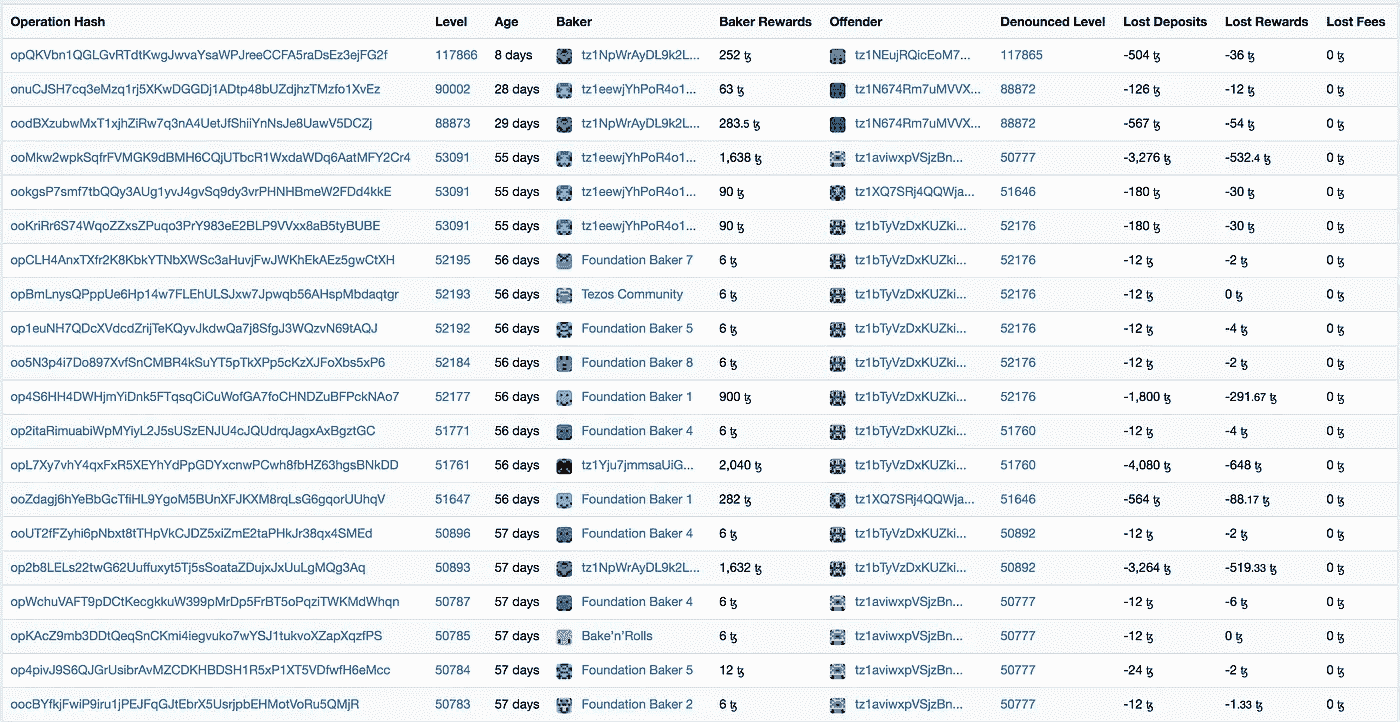 Operation Hash Level Age Baker Baker Rewards Offender Denounced Level Lost Deposits Lost Rewards Lost Fees
opQKVbn1QGLGvRTdtKwgJwvaYsaWPJreeCCFA5raDsEz3ejFG2f 117866 8 days tz1NpWrAyDL9k2L... 252 ꜩ tz1NEujRQicEoM7... 117865 -504 ꜩ -36 ꜩ 0 ꜩ
onuCJSH7cq3eMzq1rj5XKwDGGDj1ADtp48bUZdjhzTMzfo1XvEz 90002 28 days tz1eewjYhPoR4o1... 63 ꜩ tz1N674Rm7uMVVX... 88872 -126 ꜩ -12 ꜩ 0 ꜩ
oodBXzubwMxT1xjhZiRw7q3nA4UetJfShiiYnNsJe8UawV5DCZj 88873 29 days tz1NpWrAyDL9k2L... 283.5 ꜩ tz1N674Rm7uMVVX... 88872 -567 ꜩ -54 ꜩ 0 ꜩ
ooMkw2wpkSqfrFVMGK9dBMH6CQjUTbcR1WxdaWDq6AatMFY2Cr4 53091 55 days tz1eewjYhPoR4o1... 1,638 ꜩ tz1aviwxpVSjzBn... 50777 -3,276 ꜩ -532.4 ꜩ 0 ꜩ
ookgsP7smf7tbQQy3AUg1yvJ4gvSq9dy3vrPHNHBmeW2FDd4kkE 53091 55 days tz1eewjYhPoR4o1... 90 ꜩ tz1XQ7SRj4QQWja... 51646 -180 ꜩ -30 ꜩ 0 ꜩ
ooKriRr6S74WqoZZxsZPuqo3PrY983eE2BLP9VVxx8aB5tyBUBE 53091 55 days tz1eewjYhPoR4o1... 90 ꜩ tz1bTyVzDxKUZki... 52176 -180 ꜩ -30 ꜩ 0 ꜩ
opCLH4AnxTXfr2K8KbkYTNbXWSc3aHuvjFwJWKhEkAEz5gwCtXH 52195 56 days Foundation Baker 7 6 ꜩ tz1bTyVzDxKUZki... 52176 -12 ꜩ -2 ꜩ 0 ꜩ
opBmLnysQPppUe6Hp14w7FLEhULSJxw7Jpwqb56AHspMbdaqtgr 52193 56 days Tezos Community 6 ꜩ tz1bTyVzDxKUZki... 52176 -12 ꜩ 0 ꜩ 0 ꜩ
op1euNH7QDcXVdcdZrijTeKQyvJkdwQa7j8SfgJ3WQzvN69tAQJ 52192 56 days Foundation Baker 5 6 ꜩ tz1bTyVzDxKUZki... 52176 -12 ꜩ -4 ꜩ 0 ꜩ
oo5N3p4i7Do897XvfSnCMBR4kSuYT5pTkXPp5cKzXJFoXbs5xP6 52184 56 days Foundation Baker 8 6 ꜩ tz1bTyVzDxKUZki... 52176 -12 ꜩ -2 ꜩ 0 ꜩ
op4S6HH4DWHjmYiDnk5FTqsqCiCuWofGA7foCHNDZuBFPckNAo7 52177 56 days Foundation Baker 1 900 ꜩ tz1bTyVzDxKUZki... 52176 -1,800 ꜩ -291.67 ꜩ 0 ꜩ
op2itaRimuabiWpMYiyL2J5sUSzENJU4cJQUdrqJagxAxBgztGC 51771 56 days Foundation Baker 4 6 ꜩ tz1bTyVzDxKUZki... 51760 -12 ꜩ -4 ꜩ 0 ꜩ
opL7Xy7vhY4qxFxR5XEYhYdPpGDYxcnwPCwh8fbHZ63hgsBNkDD 51761 56 days tz1Yju7jmmsaUiG... 2,040 ꜩ tz1bTyVzDxKUZki... 51760 -4,080 ꜩ -648 ꜩ 0 ꜩ
ooZdagj6hYeBbGcTfiHL9YgoM5BUnXFJKXM8rqLsG6gqorUUhqV 51647 56 days Foundation Baker 1 282 ꜩ tz1XQ7SRj4QQWja... 51646 -564 ꜩ -88.17 ꜩ 0 ꜩ
ooUT2fFZyhi6pNbxt8tTHpVkCJDZ5xiZmE2taPHkJr38qx4SMEd 50896 57 days Foundation Baker 4 6 ꜩ tz1bTyVzDxKUZki... 50892 -12 ꜩ -2 ꜩ 0 ꜩ
op2b8LELs22twG62Uuffuxyt5Tj5sSoataZDujxJxUuLgMQg3Aq 50893 57 days tz1NpWrAyDL9k2L... 1,632 ꜩ tz1bTyVzDxKUZki... 50892 -3,264 ꜩ -519.33 ꜩ 0 ꜩ
opWchuVAFT9pDCtKecgkkuW399pMrDp5FrBT5oPqziTWKMdWhqn 50787 57 days Foundation Baker 4 6 ꜩ tz1aviwxpVSjzBn... 50777 -12 ꜩ -6 ꜩ 0 ꜩ
opKAcZ9mb3DDtQeqSnCKmi4iegvuko7wYSJ1tukvoXZapXqzfPS 50785 57 days Bake'n'Rolls 6 ꜩ tz1aviwxpVSjzBn... 50777 -12 ꜩ 0 ꜩ 0 ꜩ
op4pivJ9S6QJGrUsibrAvMZCDKHBDSH1R5xP1XT5VDfwfH6eMcc 50784 57 days Foundation Baker 5 12 ꜩ tz1aviwxpVSjzBn... 50777 -24 ꜩ -2 ꜩ 0 ꜩ
oocBYfkjFwiP9iru1jPEJFqGJtEbrX5UsrjpbEHMotVoRu5QMjR 50783 57 days Foundation Baker 2 6 ꜩ tz1aviwxpVSjzBn... 50777 -12 ꜩ -1.33 ꜩ 0 ꜩ